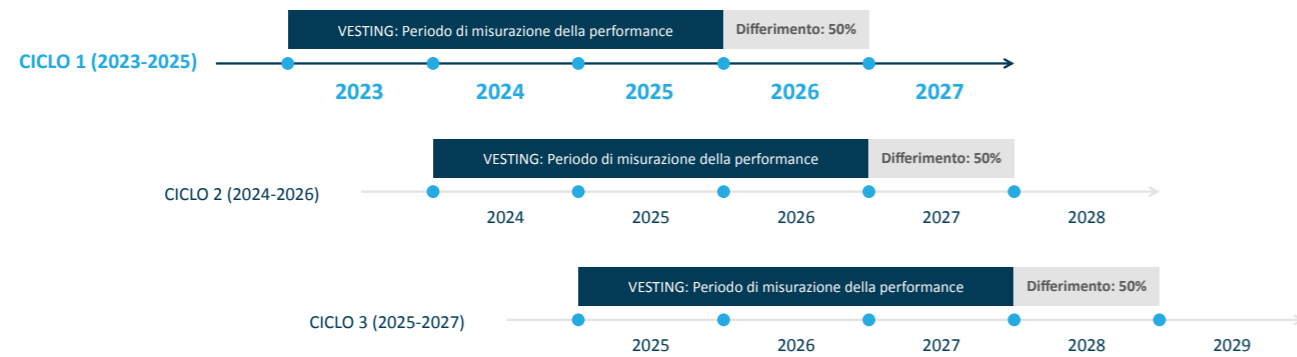 VESTING: Periodo di misurazione della performance Differimento: 50%
CICLO 1 (2023-2025)
2023 2024 2025 2026 2027
VESTING: Periodo di misurazione della performance Differimento: 50%
CICLO 2 (2024-2026)
2024 2025 2026 2027 2028
VESTING: Periodo di misurazione della performance Differimento: 50%
CICLO 3 (2025-2027)
2025 2026 2027 2028 2029